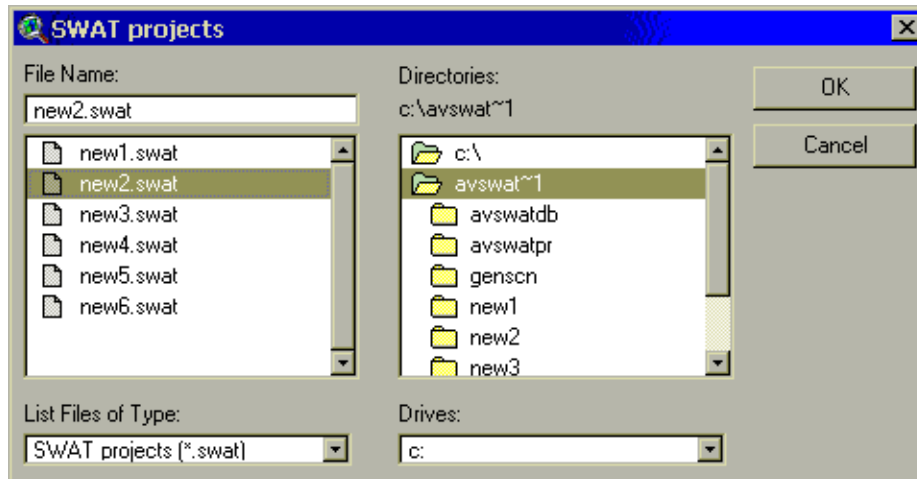 SWAT projects
File Name:
new2.swat
new1.swat
new2.swat
new3.swat
new4.swat
new5.swat
new6.swat
List Files of Type:
SWAT projects (*.swat)
Directories:
c:\avswat~1
c:\
avswat~1
avswatdb
avswatpr
genscn
new1
new2
new3
Drives:
c:
OK
Cancel